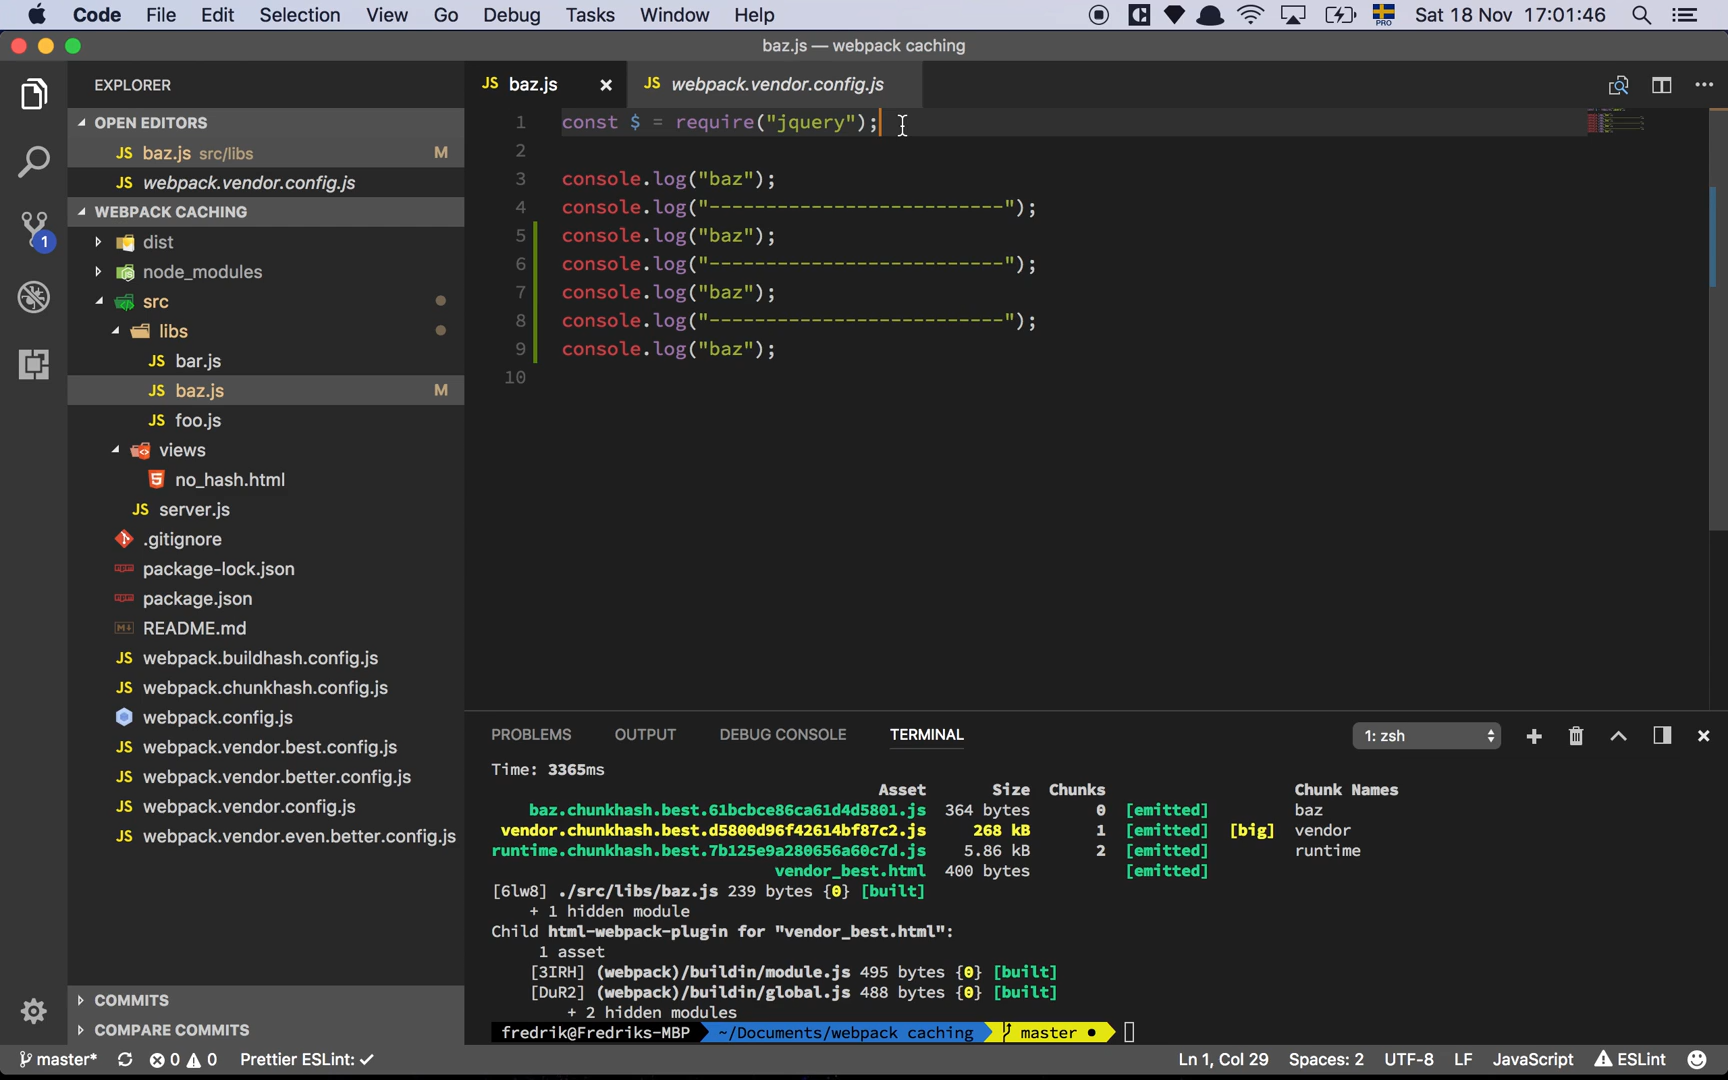 Code File Edit Selection View Go Debug Tasks Window Help PRO Sat 18 Nov 17:01:46
baz.js — webpack caching
EXPLORER
OPEN EDITORS
JS baz.js src/libs M
JS webpack.vendor.config.js
WEBPACK CACHING
dist
node_modules
src
libs
JS bar.js
JS baz.js M
JS foo.js
views
no_hash.html
JS server.js
.gitignore
package-lock.json
package.json
README.md
JS webpack.buildhash.config.js
JS webpack.chunkhash.config.js
webpack.config.js
JS webpack.vendor.best.config.js
JS webpack.vendor.better.config.js
JS webpack.vendor.config.js
JS webpack.vendor.even.better.config.js
COMMITS
COMPARE COMMITS
1
JS baz.js JS webpack.vendor.config.js
1 const $ = require("jquery");
2
3 console.log("baz");
4 console.log("--------------------------");
5 console.log("baz");
6 console.log("--------------------------");
7 console.log("baz");
8 console.log("--------------------------");
9 console.log("baz");
10
PROBLEMS OUTPUT DEBUG CONSOLE TERMINAL 1: zsh
Time: 3365ms
Asset Size Chunks Chunk Names
baz.chunkhash.best.61bcbce86ca61d4d5801.js 364 bytes 0 [emitted] baz
vendor.chunkhash.best.d5800d96f42614bf87c2.js 268 kB 1 [emitted] [big] vendor
runtime.chunkhash.best.7b125e9a280656a60c7d.js 5.86 kB 2 [emitted] runtime
vendor_best.html 400 bytes [emitted]
[6lw8] ./src/libs/baz.js 239 bytes {0} [built]
+ 1 hidden module
Child html-webpack-plugin for "vendor_best.html":
1 asset
[3IRH] (webpack)/buildin/module.js 495 bytes {0} [built]
[DuR2] (webpack)/buildin/global.js 488 bytes {0} [built]
+ 2 hidden modules
fredrik@Fredriks-MBP ~/Documents/webpack caching master ●
master* 0 0 Prettier ESLint: ✓ Ln 1, Col 29 Spaces: 2 UTF-8 LF JavaScript ESLint